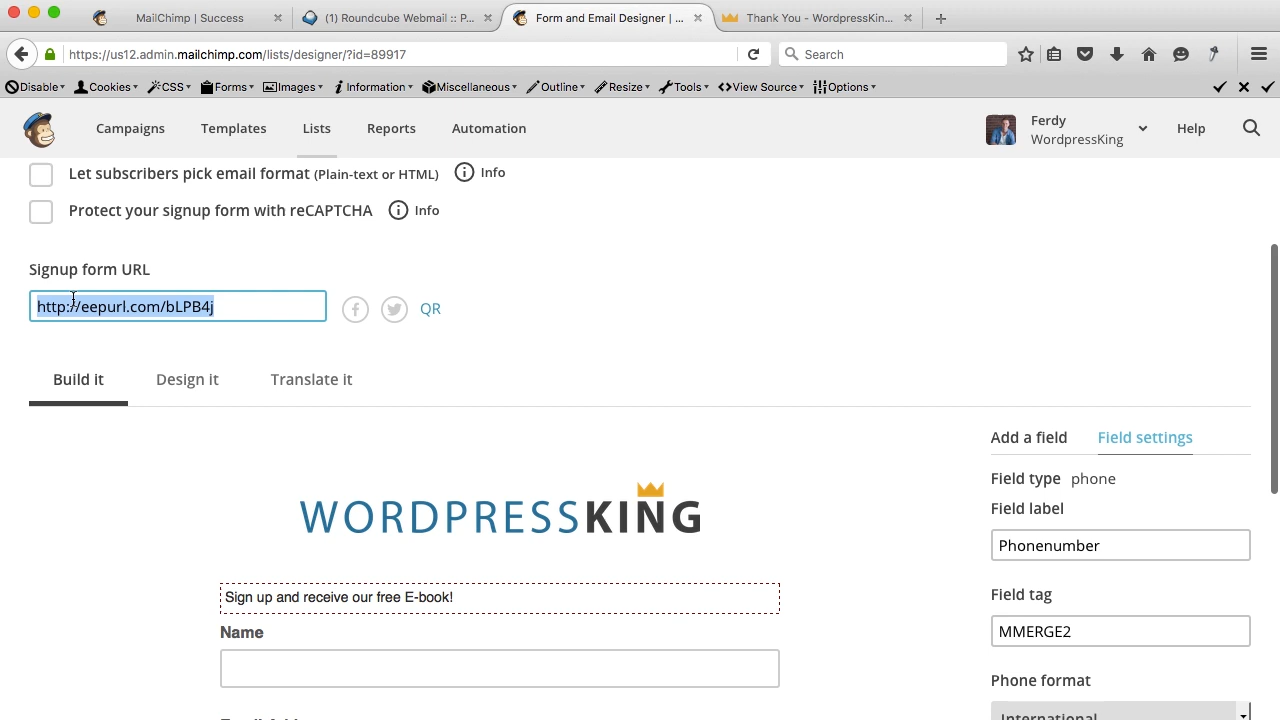 MailChimp | Success
(1) Roundcube Webmail :: P...
Form and Email Designer | ...
Thank You - WordpressKin...
https://us12.admin.mailchimp.com/lists/designer/?id=89917
Search
Disable
Cookies
CSS
Forms
Images
Information
Miscellaneous
Outline
Resize
Tools
View Source
Options
Campaigns
Templates
Lists
Reports
Automation
Ferdy
WordpressKing
Help
Let subscribers pick email format (Plain-text or HTML)
Info
Protect your signup form with reCAPTCHA
Info
Signup form URL
http://eepurl.com/bLPB4j
QR
Build it
Design it
Translate it
Add a field
Field settings
Field type phone
Field label
Phonenumber
WORDPRESSKING
Sign up and receive our free E-book!
Name
Field tag
MMERGE2
Phone format
International